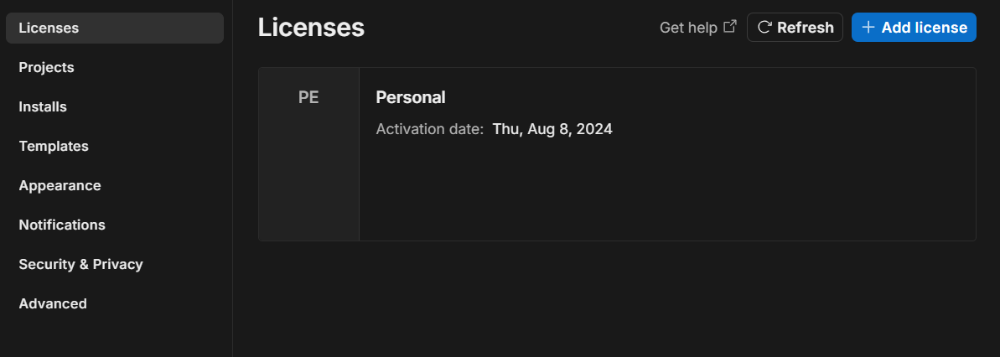 Licenses
Projects
Installs
Templates
Appearance
Notifications
Security & Privacy
Advanced
Licenses
Get help
Refresh
Add license
PE
Personal
Activation date: Thu, Aug 8, 2024